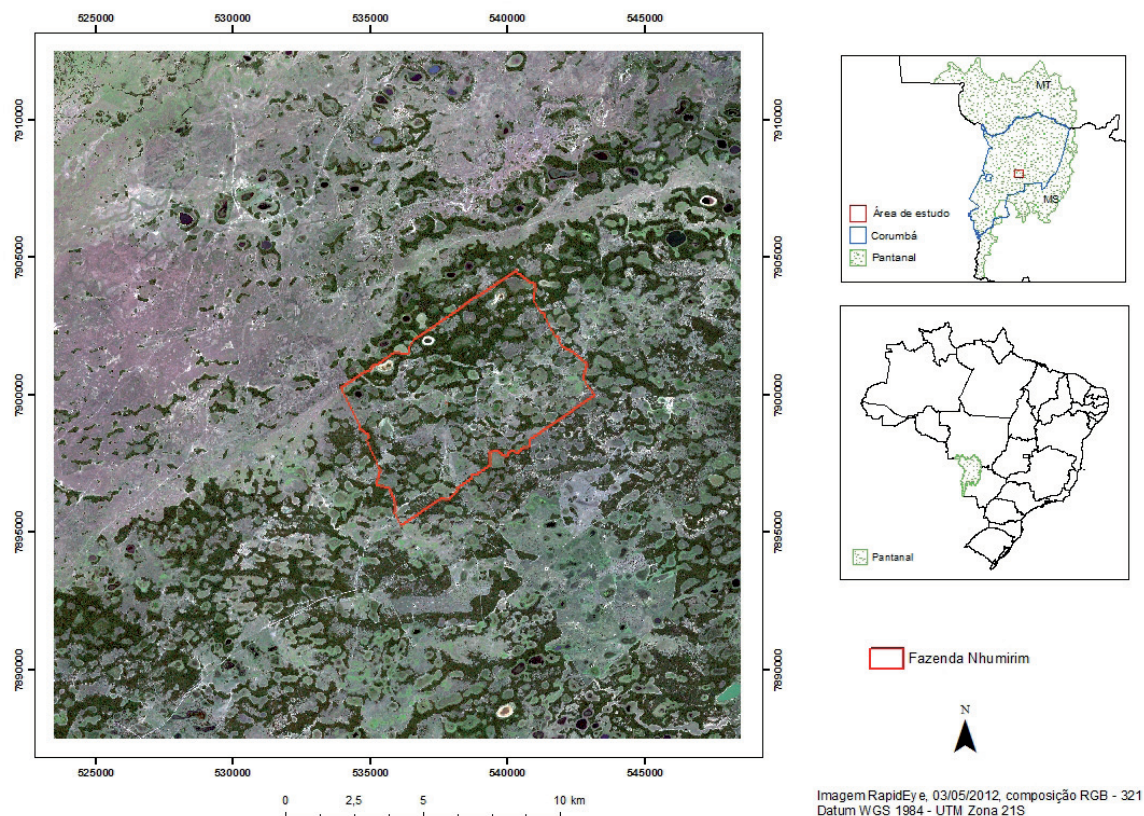 525000 530000 535000 540000 545000
7910000 7910000
7905000 7905000
7900000 7900000
7895000 7895000
7890000 7890000
525000 530000 535000 540000 545000
0 2,5 5 10 km
MT
MS
Área de estudo
Corumbá
Pantanal
Pantanal
Fazenda Nhumirim
N
Imagem RapidEye, 03/05/2012, composição RGB - 321
Datum WGS 1984 - UTM Zona 21S